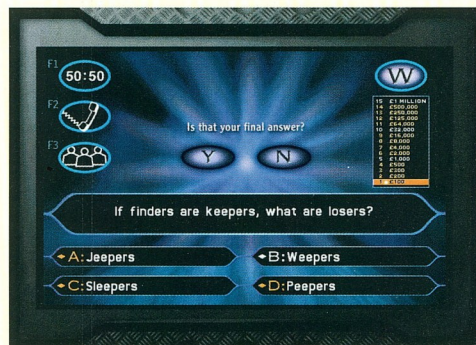 F1
50:50
W
F2
F3
Is that your final answer?
Y N
15 £1 MILLION
14 £500,000
13 £250,000
12 £125,000
11 £64,000
10 £32,000
9 £16,000
8 £8,000
7 £4,000
6 £2,000
5 £1,000
4 £500
3 £300
2 £200
1 £100
If finders are keepers, what are losers?
A: Jeepers
B: Weepers
C: Sleepers
D: Peepers